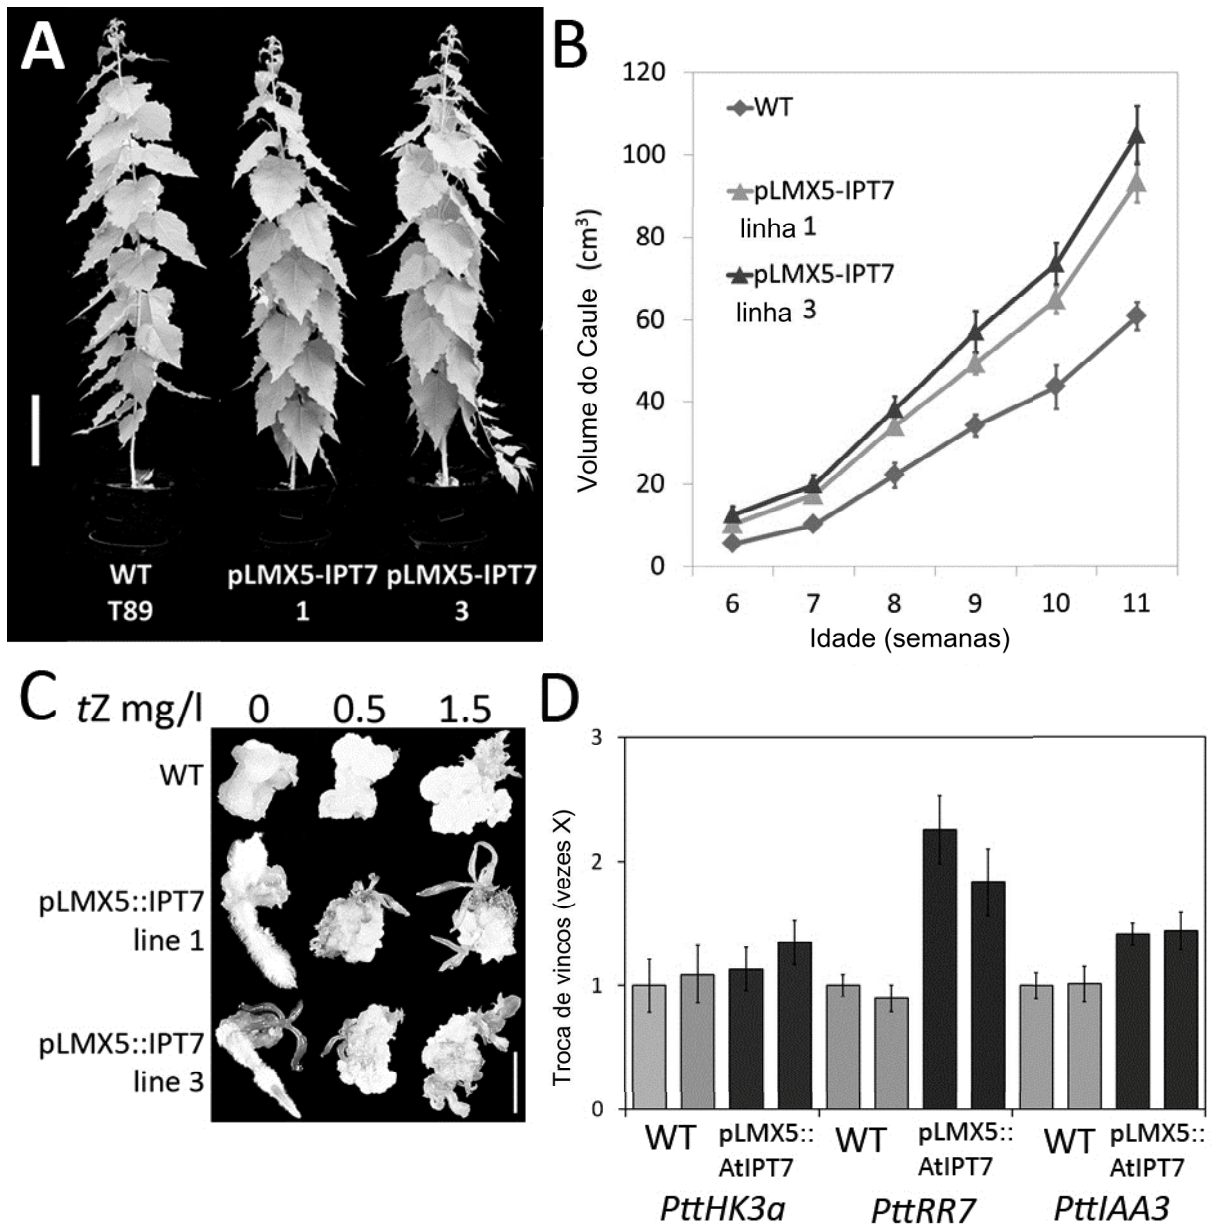 A
WT
T89
pLMX5-IPT7
1
pLMX5-IPT7
3
B
120
100
80
60
40
20
0
Volume do Caule (cm³)
WT
pLMX5-IPT7
linha 1
pLMX5-IPT7
linha 3
6 7 8 9 10 11
Idade (semanas)
C
tZ mg/l 0 0.5 1.5
WT
pLMX5::IPT7
line 1
pLMX5::IPT7
line 3
D
3
2
1
0
Troca de vincos (vezes X)
WT
pLMX5::
AtIPT7
WT
pLMX5::
AtIPT7
WT
pLMX5::
AtIPT7
PttHK3a
PttRR7
PttIAA3